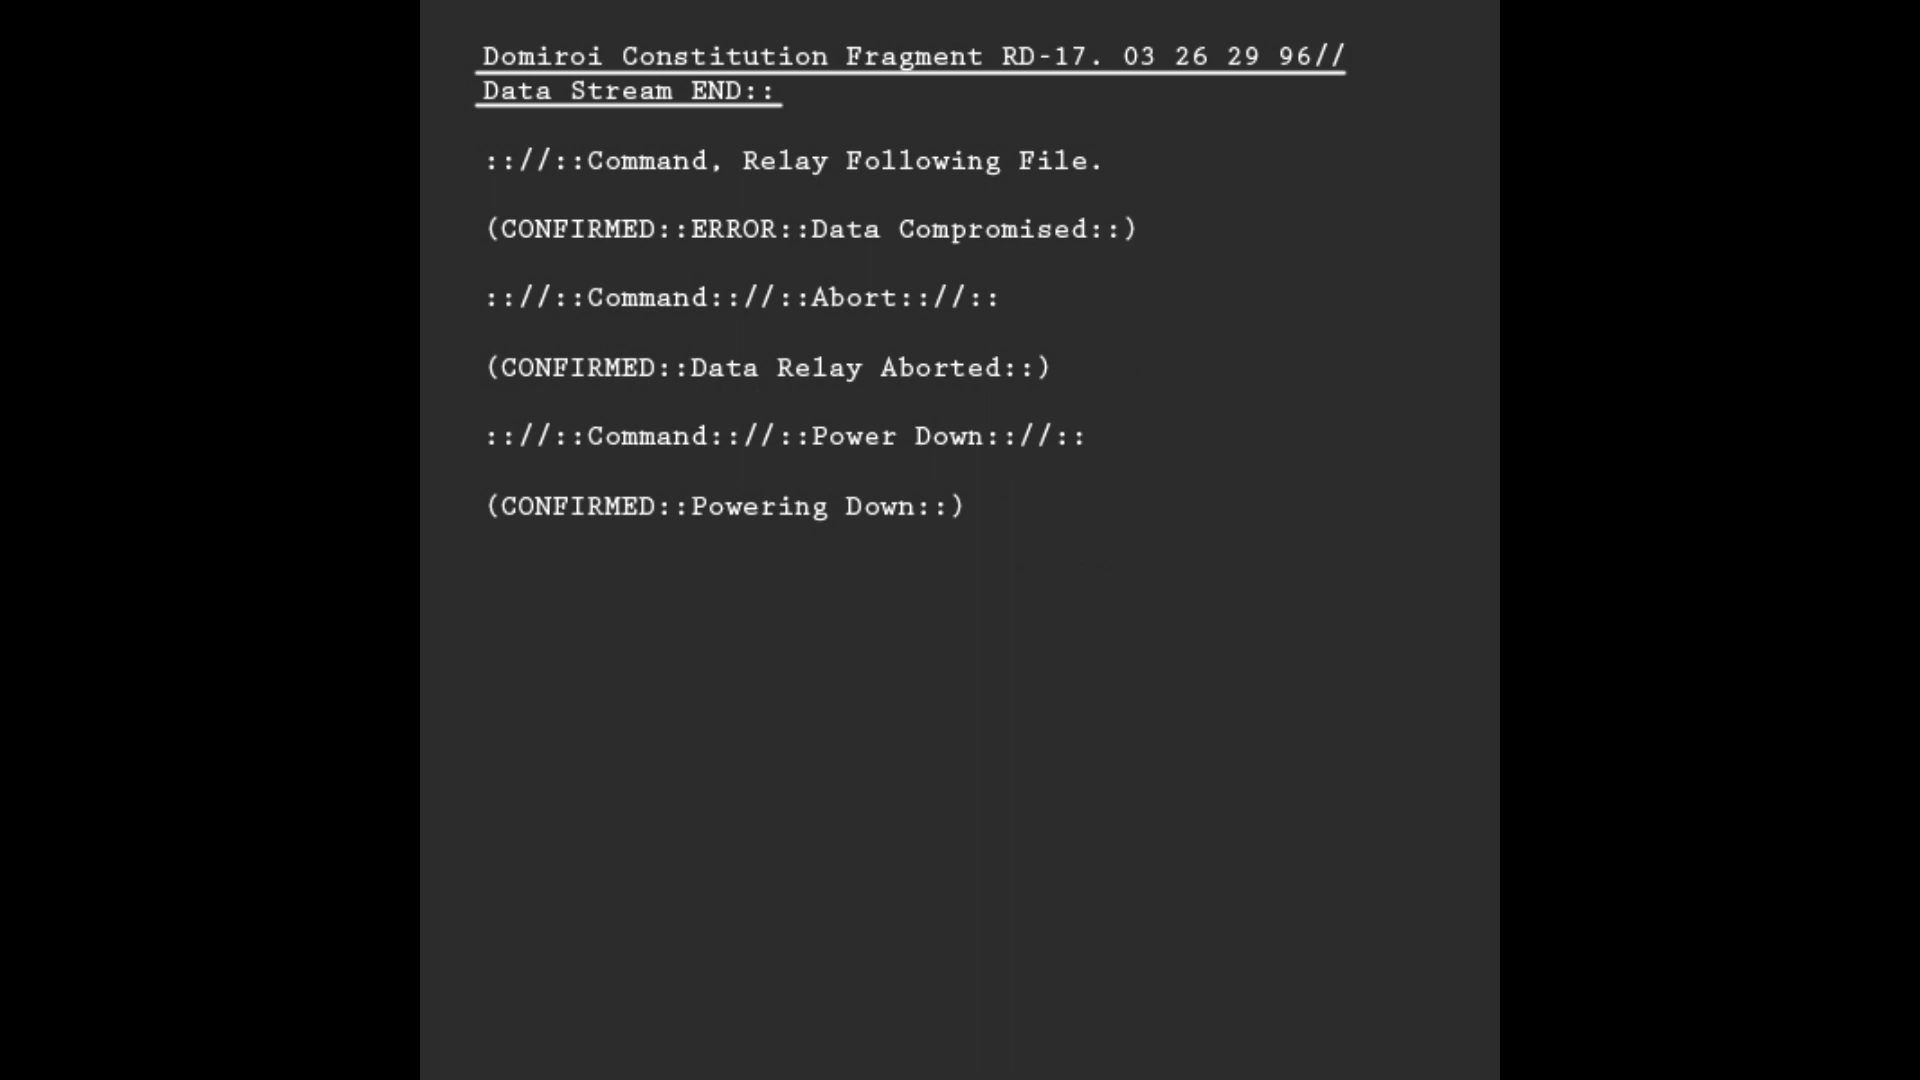 Domiroi Constitution Fragment RD-17. 03 26 29 96//
Data Stream END::
:://::Command, Relay Following File.
(CONFIRMED::ERROR::Data Compromised::)
:://::Command:://::Abort:://::
(CONFIRMED::Data Relay Aborted::)
:://::Command:://::Power Down:://::
(CONFIRMED::Powering Down::)